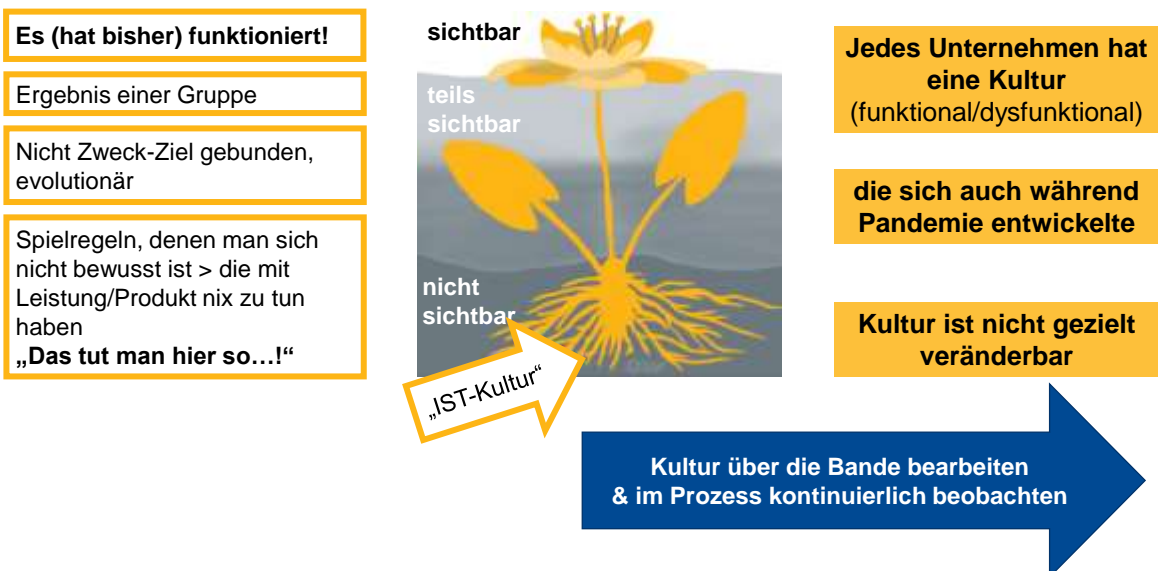 Es (hat bisher) funktioniert!
Ergebnis einer Gruppe
Nicht Zweck-Ziel gebunden,
evolutionär
Spielregeln, denen man sich
nicht bewusst ist > die mit
Leistung/Produkt nix zu tun
haben
„Das tut man hier so…!“
sichtbar
teils
sichtbar
nicht
sichtbar
„IST-Kultur“
Jedes Unternehmen hat
eine Kultur
(funktional/dysfunktional)
die sich auch während
Pandemie entwickelte
Kultur ist nicht gezielt
veränderbar
Kultur über die Bande bearbeiten
& im Prozess kontinuierlich beobachten